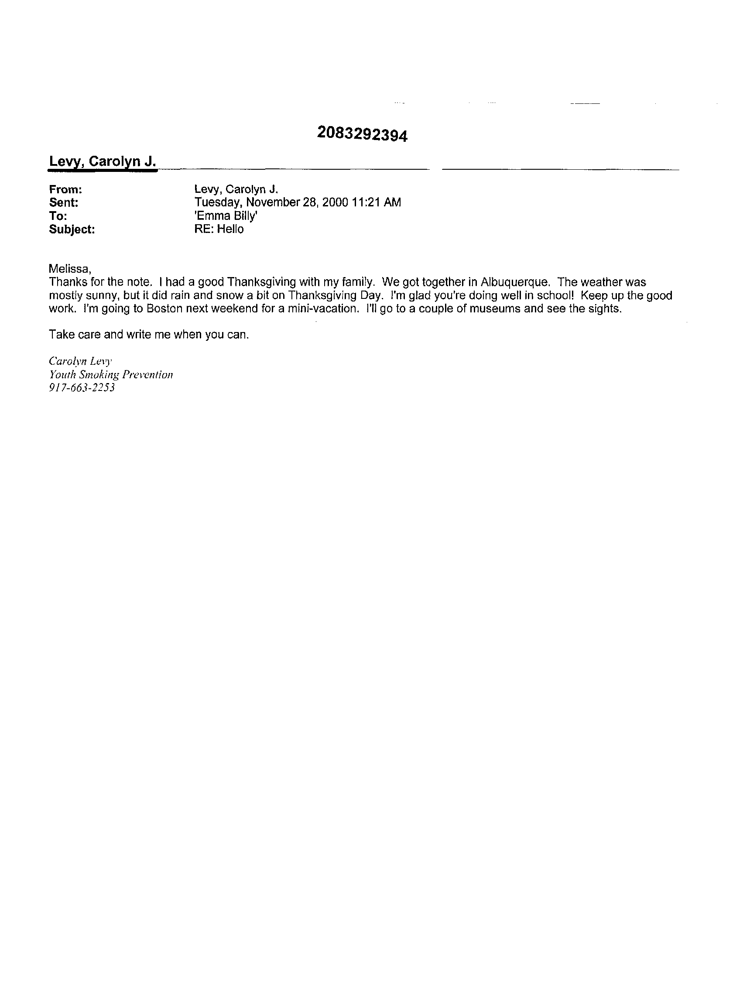 2083292394
Levy, Carolyn J.
From: Levy, Carolyn J.
Sent: Tuesday, November 28, 2000 11:21 AM
To: 'Emma Billy'
Subject: RE: Hello
Melissa,
Thanks for the note.  I had a good Thanksgiving with my family.  We got together in Albuquerque.  The weather was
mostly sunny, but it did rain and snow a bit on Thanksgiving Day.  I'm glad you're doing well in school!  Keep up the good
work.  I'm going to Boston next weekend for a mini-vacation.  I'll go to a couple of museums and see the sights.
Take care and write me when you can.
Carolyn Levy
Youth Smoking Prevention
917-663-2253